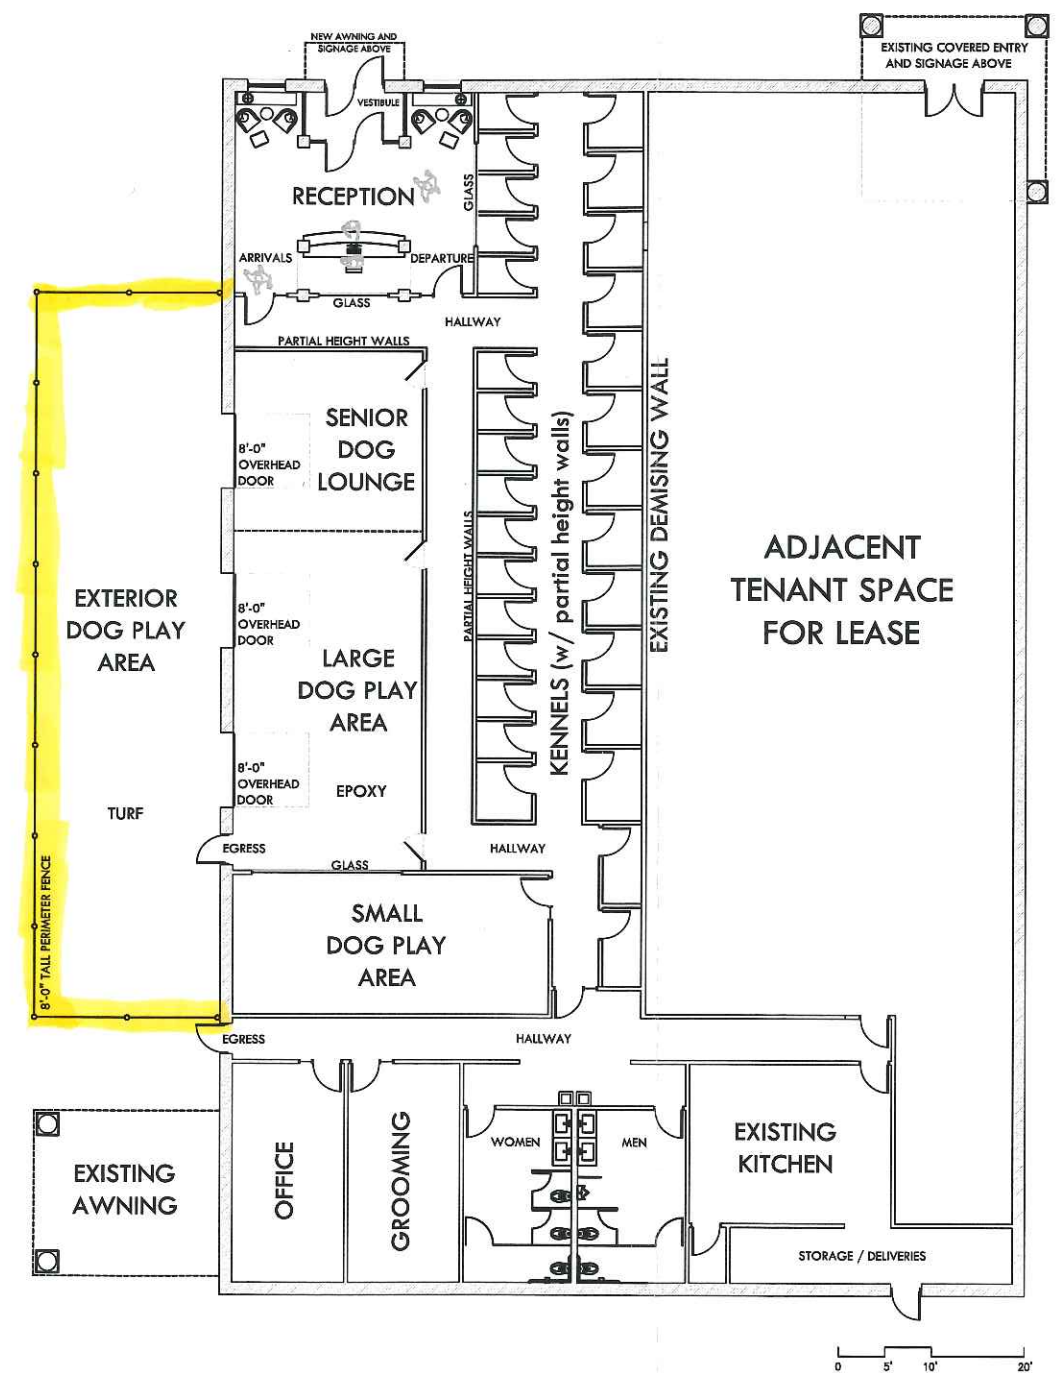 NEW AWNING AND
SIGNAGE ABOVE
EXISTING COVERED ENTRY
AND SIGNAGE ABOVE
VESTIBULE
RECEPTION
GLASS
ARRIVALS
DEPARTURE
GLASS
HALLWAY
PARTIAL HEIGHT WALLS
SENIOR
DOG
LOUNGE
8'-0"
OVERHEAD
DOOR
EXISTING DEMISING WALL
KENNELS (w/ partial height walls)
PARTIAL HEIGHT WALLS
ADJACENT
TENANT SPACE
FOR LEASE
EXTERIOR
DOG PLAY
AREA
8'-0"
OVERHEAD
DOOR
LARGE
DOG PLAY
AREA
8'-0"
OVERHEAD
DOOR
EPOXY
TURF
EGRESS
HALLWAY
GLASS
8'-0" TALL PERIMETER FENCE
SMALL
DOG PLAY
AREA
EGRESS
HALLWAY
EXISTING
AWNING
OFFICE
GROOMING
WOMEN
MEN
EXISTING
KITCHEN
STORAGE / DELIVERIES
0 5' 10' 20'